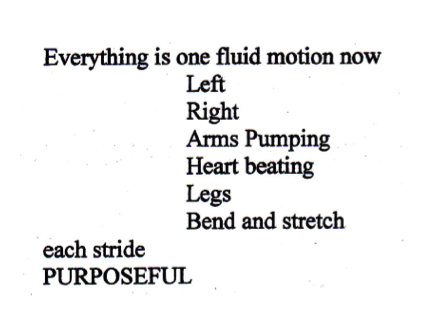 Everything is one fluid motion now
Left
Right
Arms Pumping
Heart beating
Legs
Bend and stretch
each stride
PURPOSEFUL